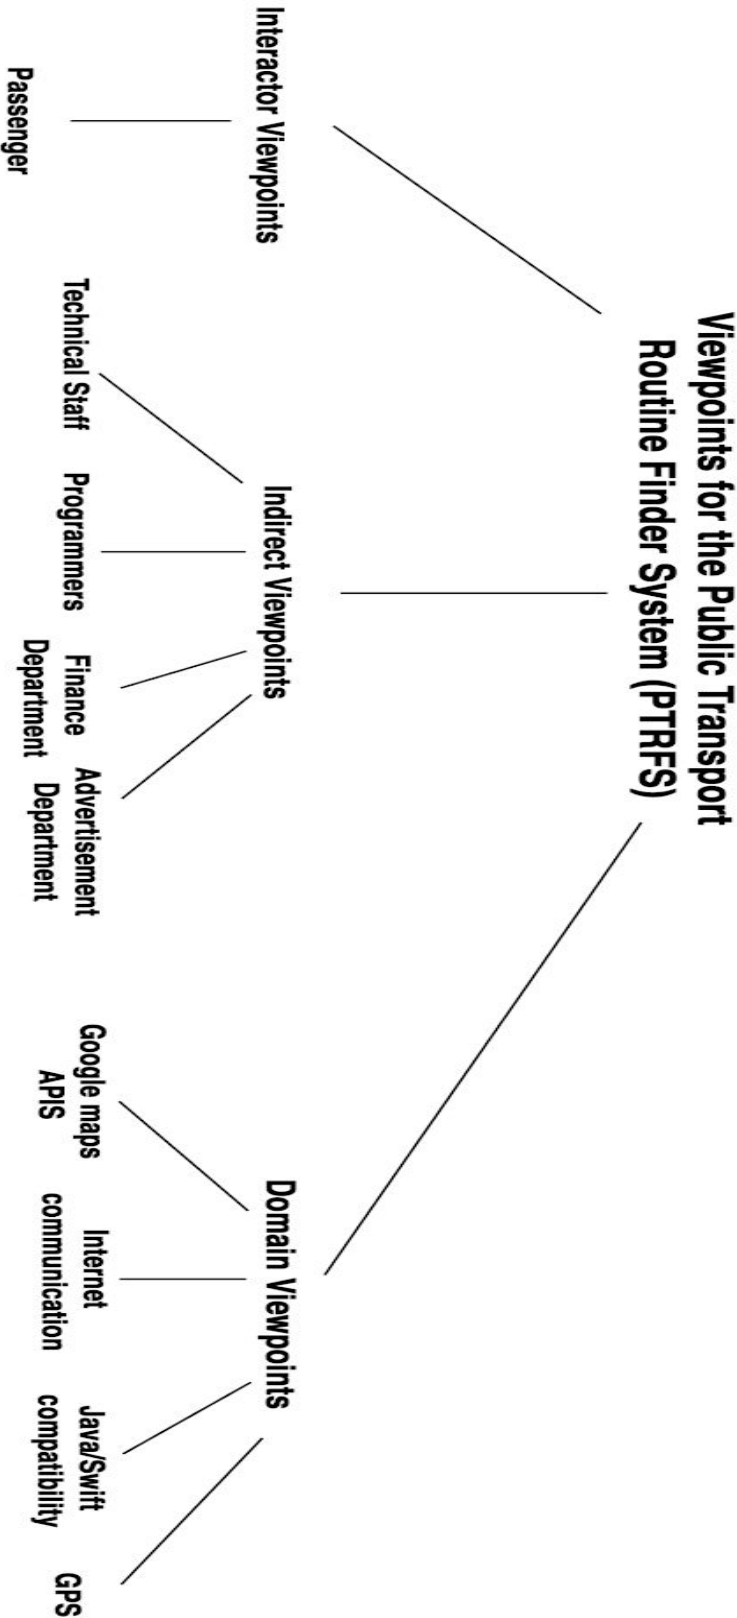 Viewpoints for the Public Transport
Routine Finder System (PTRFS)
Interactor Viewpoints
Indirect Viewpoints
Domain Viewpoints
Passenger
Technical Staff
Programmers
Finance
Department
Advertisement
Department
Google maps
APIS
Internet
communication
Java/Swift
compatibility
GPS